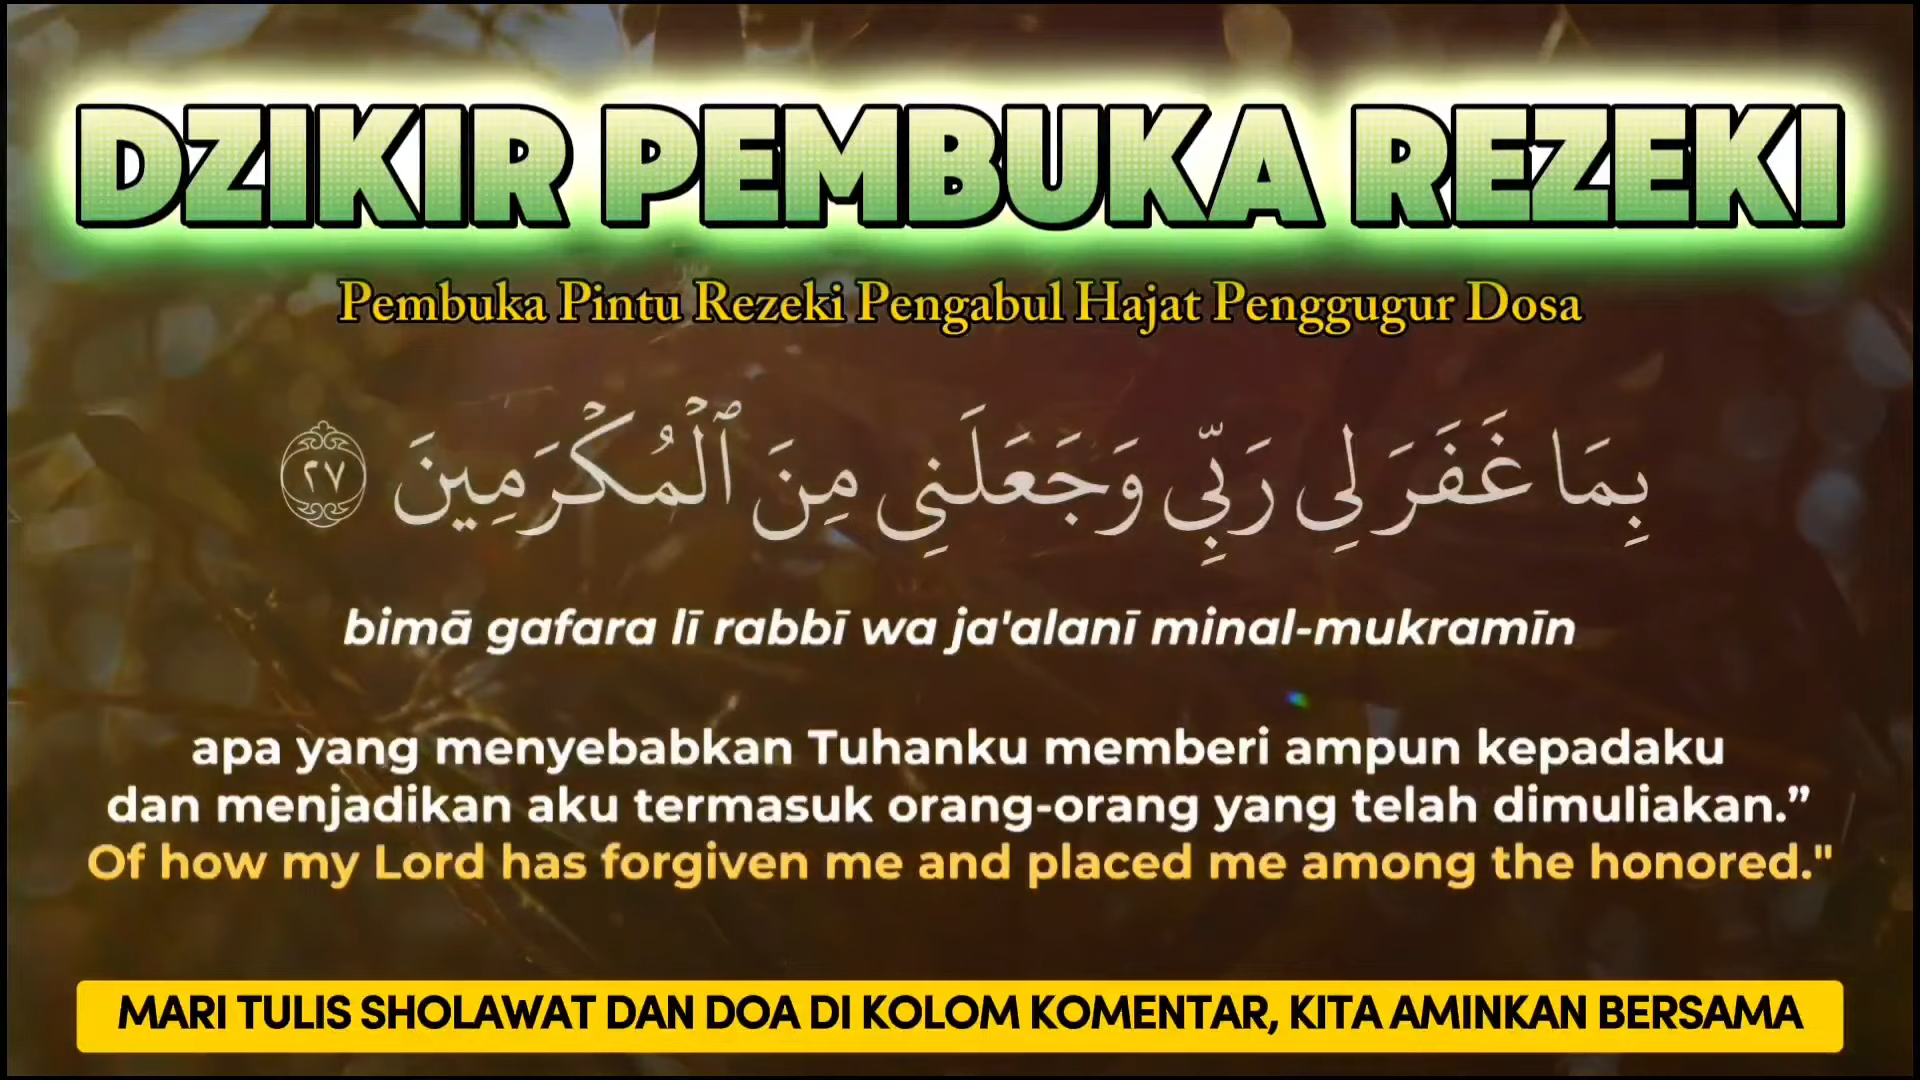 DZIKIR PEMBUKA REZEKI
Pembuka Pintu Rezeki Pengabul Hajat Penggugur Dosa
بِمَا غَفَرَ لِي رَبِّي وَجَعَلَنِي مِنَ ٱلْمُكْرَمِينَ ٢٧
bimā gafara lī rabbī wa ja'alanī minal-mukramīn
apa yang menyebabkan Tuhanku memberi ampun kepadaku
dan menjadikan aku termasuk orang-orang yang telah dimuliakan.”
Of how my Lord has forgiven me and placed me among the honored."
MARI TULIS SHOLAWAT DAN DOA DI KOLOM KOMENTAR, KITA AMINKAN BERSAMA